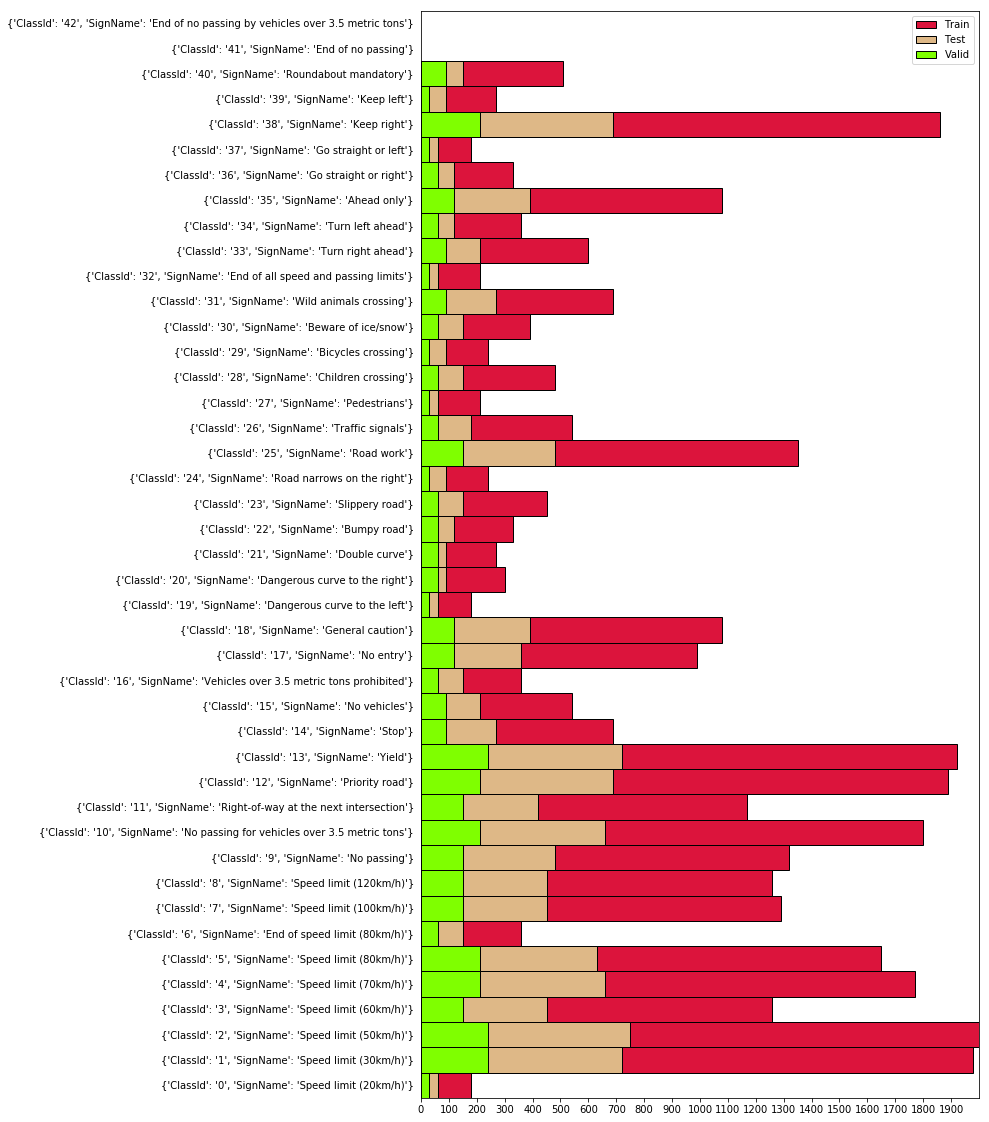 {'ClassId': '42', 'SignName': 'End of no passing by vehicles over 3.5 metric tons'}
{'ClassId': '41', 'SignName': 'End of no passing'}
{'ClassId': '40', 'SignName': 'Roundabout mandatory'}
{'ClassId': '39', 'SignName': 'Keep left'}
{'ClassId': '38', 'SignName': 'Keep right'}
{'ClassId': '37', 'SignName': 'Go straight or left'}
{'ClassId': '36', 'SignName': 'Go straight or right'}
{'ClassId': '35', 'SignName': 'Ahead only'}
{'ClassId': '34', 'SignName': 'Turn left ahead'}
{'ClassId': '33', 'SignName': 'Turn right ahead'}
{'ClassId': '32', 'SignName': 'End of all speed and passing limits'}
{'ClassId': '31', 'SignName': 'Wild animals crossing'}
{'ClassId': '30', 'SignName': 'Beware of ice/snow'}
{'ClassId': '29', 'SignName': 'Bicycles crossing'}
{'ClassId': '28', 'SignName': 'Children crossing'}
{'ClassId': '27', 'SignName': 'Pedestrians'}
{'ClassId': '26', 'SignName': 'Traffic signals'}
{'ClassId': '25', 'SignName': 'Road work'}
{'ClassId': '24', 'SignName': 'Road narrows on the right'}
{'ClassId': '23', 'SignName': 'Slippery road'}
{'ClassId': '22', 'SignName': 'Bumpy road'}
{'ClassId': '21', 'SignName': 'Double curve'}
{'ClassId': '20', 'SignName': 'Dangerous curve to the right'}
{'ClassId': '19', 'SignName': 'Dangerous curve to the left'}
{'ClassId': '18', 'SignName': 'General caution'}
{'ClassId': '17', 'SignName': 'No entry'}
{'ClassId': '16', 'SignName': 'Vehicles over 3.5 metric tons prohibited'}
{'ClassId': '15', 'SignName': 'No vehicles'}
{'ClassId': '14', 'SignName': 'Stop'}
{'ClassId': '13', 'SignName': 'Yield'}
{'ClassId': '12', 'SignName': 'Priority road'}
{'ClassId': '11', 'SignName': 'Right-of-way at the next intersection'}
{'ClassId': '10', 'SignName': 'No passing for vehicles over 3.5 metric tons'}
{'ClassId': '9', 'SignName': 'No passing'}
{'ClassId': '8', 'SignName': 'Speed limit (120km/h)'}
{'ClassId': '7', 'SignName': 'Speed limit (100km/h)'}
{'ClassId': '6', 'SignName': 'End of speed limit (80km/h)'}
{'ClassId': '5', 'SignName': 'Speed limit (80km/h)'}
{'ClassId': '4', 'SignName': 'Speed limit (70km/h)'}
{'ClassId': '3', 'SignName': 'Speed limit (60km/h)'}
{'ClassId': '2', 'SignName': 'Speed limit (50km/h)'}
{'ClassId': '1', 'SignName': 'Speed limit (30km/h)'}
{'ClassId': '0', 'SignName': 'Speed limit (20km/h)'}
0 100 200 300 400 500 600 700 800 900 1000 1100 1200 1300 1400 1500 1600 1700 1800 1900
Train
Test
Valid